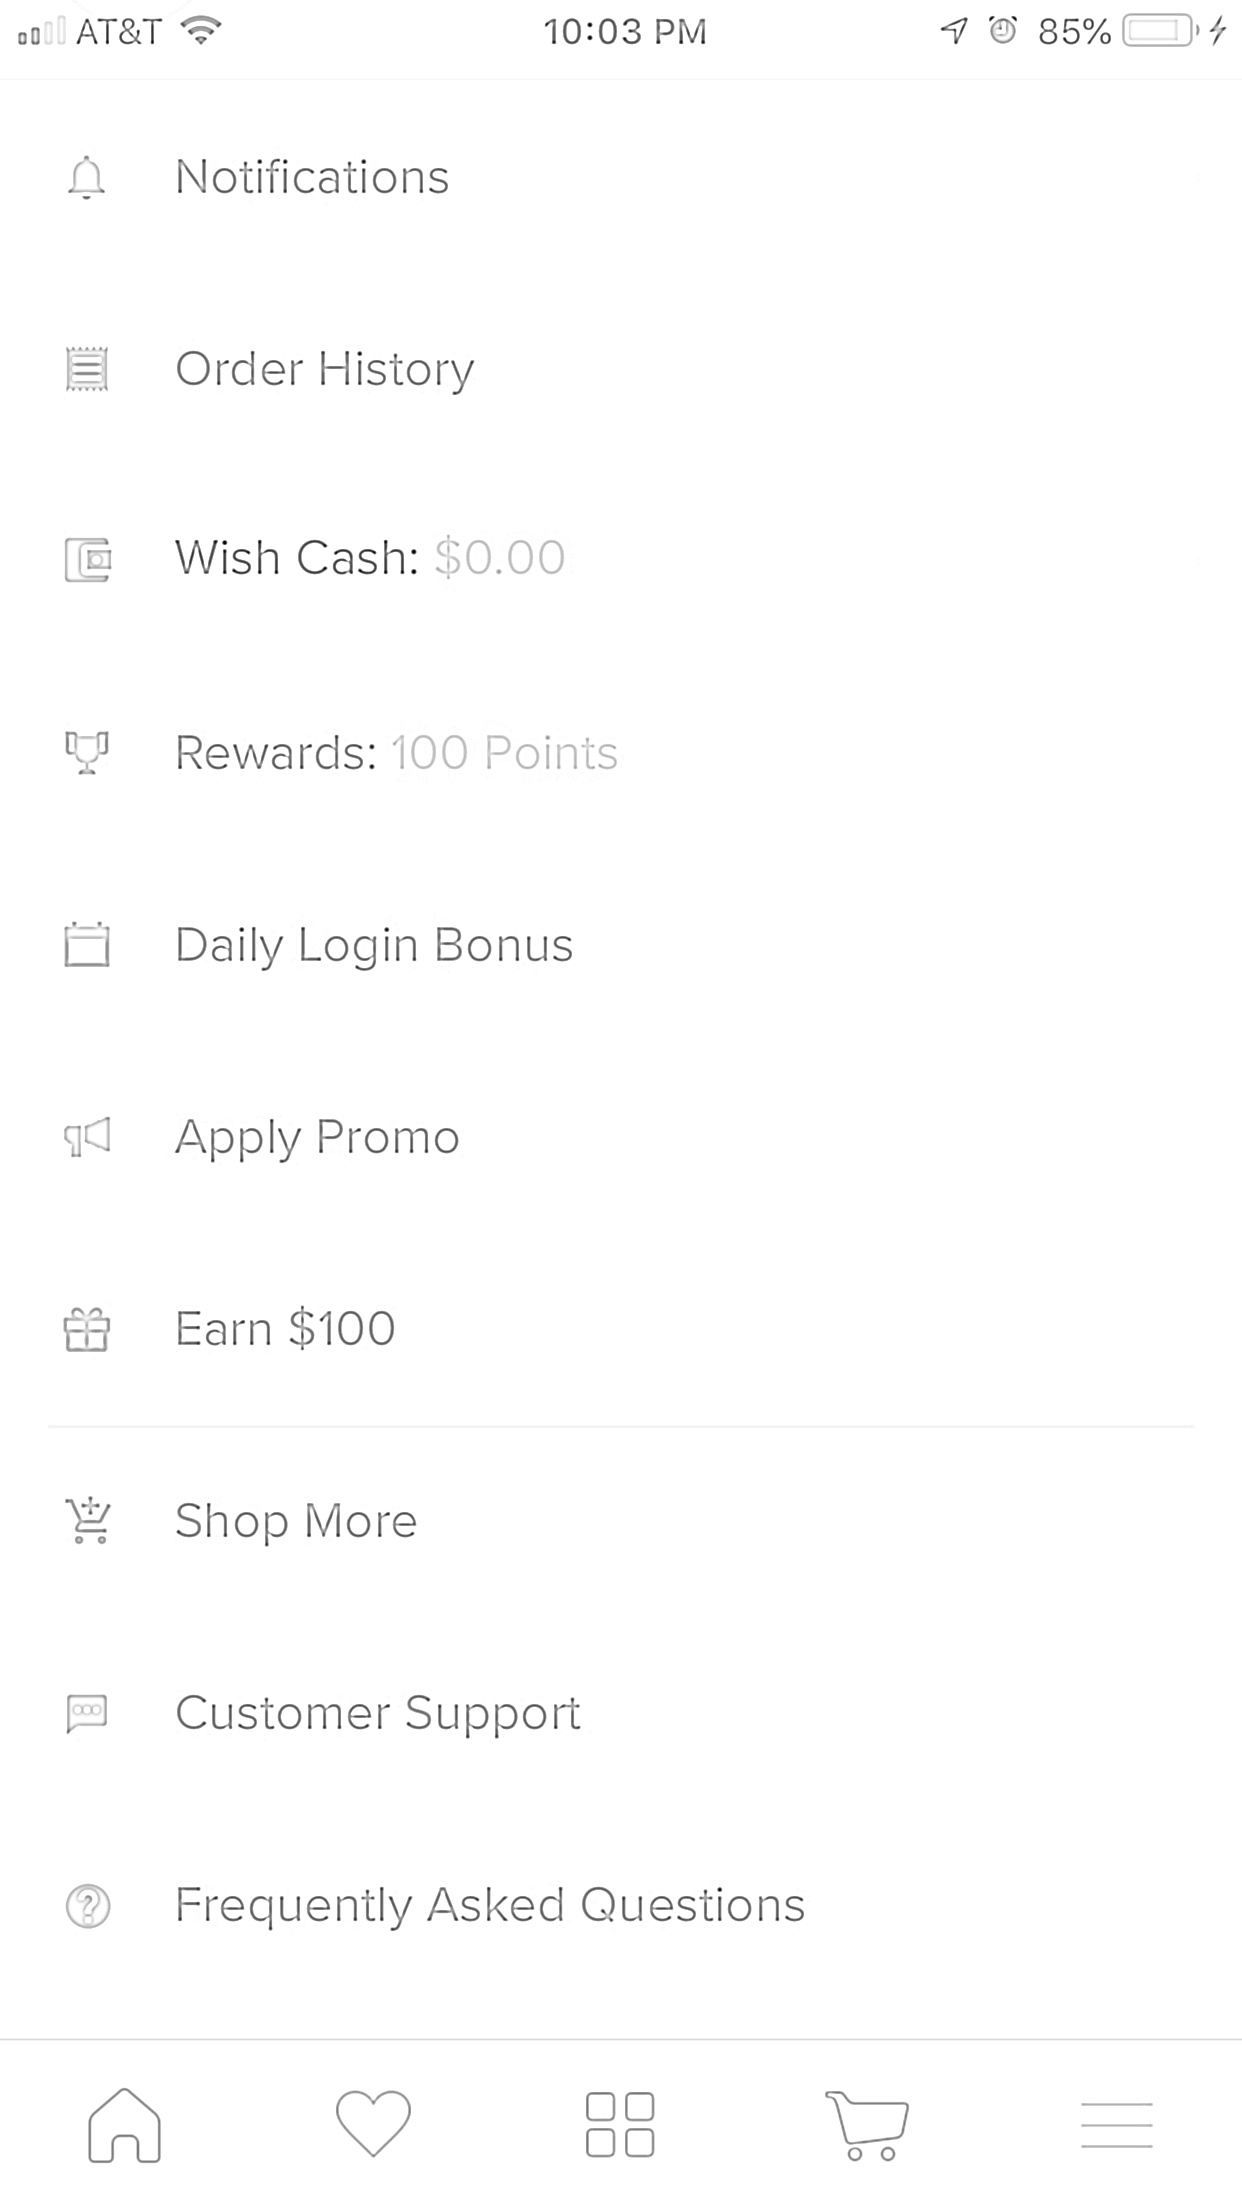 AT&T 10:03 PM 85%
Notifications
Order History
Wish Cash: $0.00
Rewards: 100 Points
Daily Login Bonus
Apply Promo
Earn $100
Shop More
Customer Support
Frequently Asked Questions